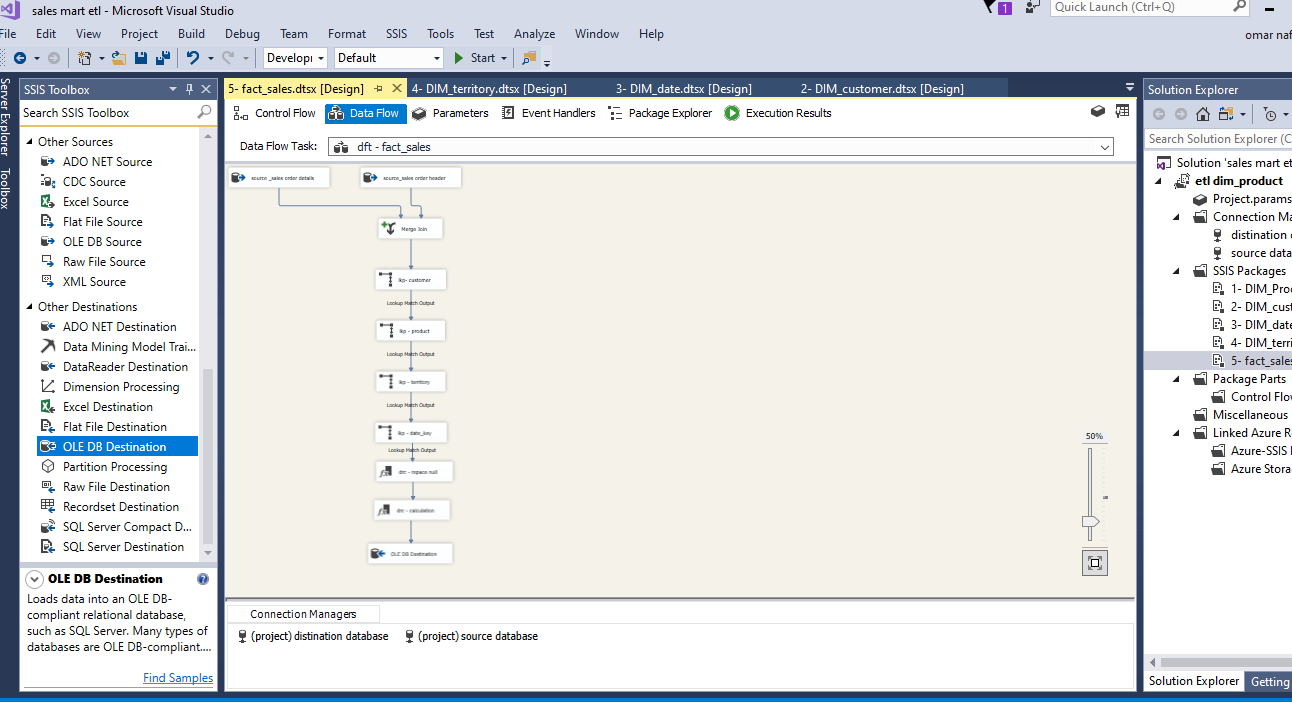 sales mart etl - Microsoft Visual Studio
1
Quick Launch (Ctrl+Q)
File Edit View Project Build Debug Team Format SSIS Tools Test Analyze Window Help
omar naf
Developi Default Start
Server Explorer
Toolbox
SSIS Toolbox
Search SSIS Toolbox
Other Sources
ADO NET Source
CDC Source
Excel Source
Flat File Source
OLE DB Source
Raw File Source
XML Source
Other Destinations
ADO NET Destination
Data Mining Model Trai...
DataReader Destination
Dimension Processing
Excel Destination
Flat File Destination
OLE DB Destination
Partition Processing
Raw File Destination
Recordset Destination
SQL Server Compact D...
SQL Server Destination
OLE DB Destination
Loads data into an OLE DB-
compliant relational database,
such as SQL Server. Many types of
databases are OLE DB-compliant....
Find Samples
5- fact_sales.dtsx [Design] 4- DIM_territory.dtsx [Design] 3- DIM_date.dtsx [Design] 2- DIM_customer.dtsx [Design]
Control Flow Data Flow Parameters Event Handlers Package Explorer Execution Results
Data Flow Task: dft - fact_sales
source _sales order details
source_sales order header
Merge Join
lkp- customer
Lookup Match Output
lkp - product
Lookup Match Output
lkp - territory
Lookup Match Output
lkp - date_key
Lookup Match Output
drc - repace null
drc - calculation
OLE DB Destination
50%
Connection Managers
(project) distination database (project) source database
Solution Explorer
Search Solution Explorer (C
Solution 'sales mart et
etl dim_product
Project.params
Connection Ma
distination
source data
SSIS Packages
1- DIM_Pro
2- DIM_cust
3- DIM_date
4- DIM_terri
5- fact_sales
Package Parts
Control Flow
Miscellaneous
Linked Azure R
Azure-SSIS
Azure Stora
Solution Explorer Getting